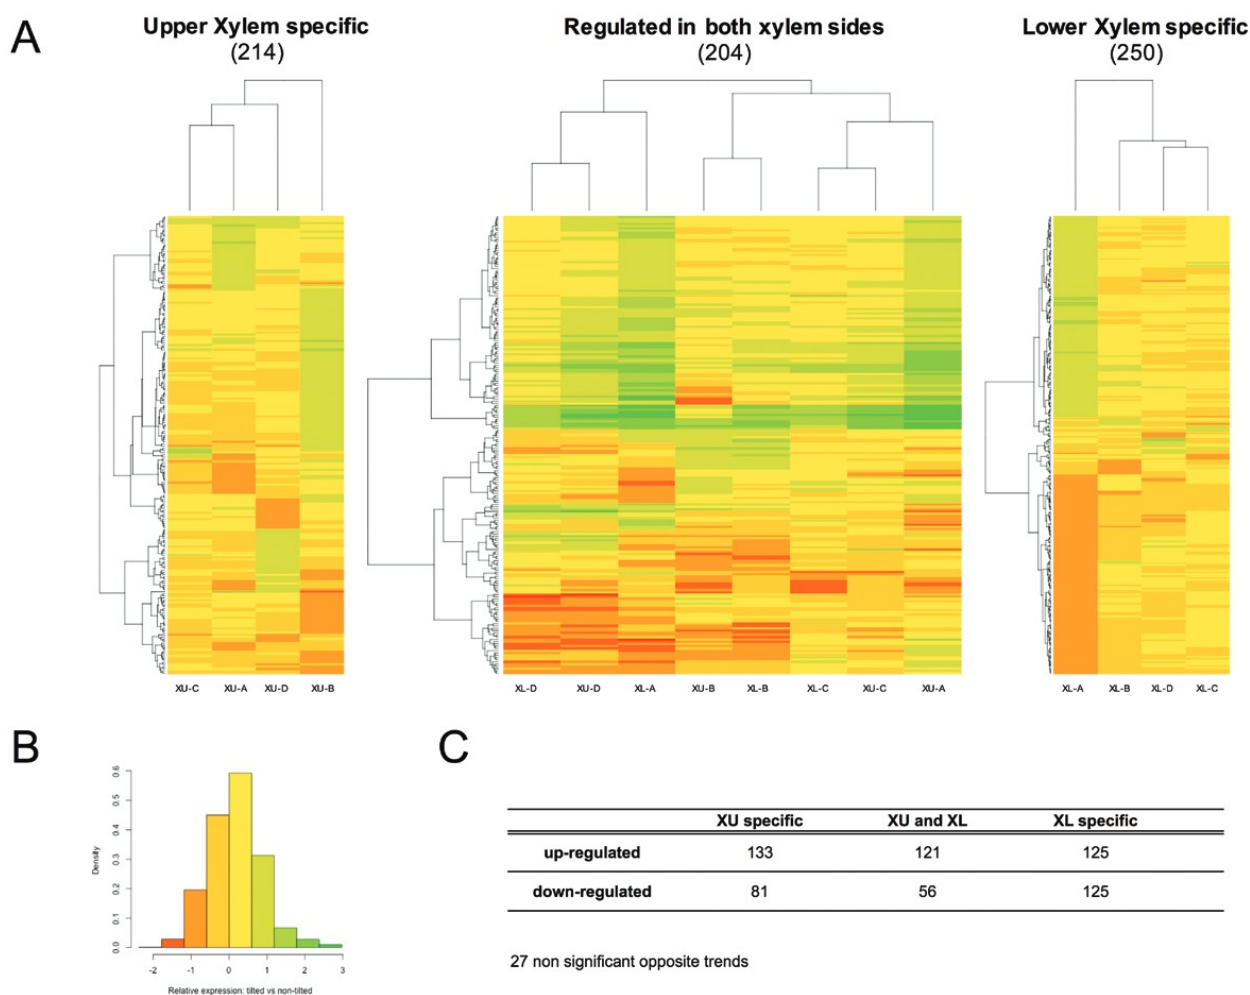 A
Upper Xylem specific
(214)
Regulated in both xylem sides
(204)
Lower Xylem specific
(250)
XU-C XU-A XU-D XU-B
XL-D XU-D XL-A XU-B XL-B XL-C XU-C XU-A
XL-A XL-B XL-D XL-C
B
0.6
0.5
0.4
0.3
0.2
0.1
0.0
Density
-2 -1 0 1 2 3
Relative expression: tilted vs non-tilted
C
XU specific XU and XL XL specific
up-regulated 133 121 125
down-regulated 81 56 125
27 non significant opposite trends